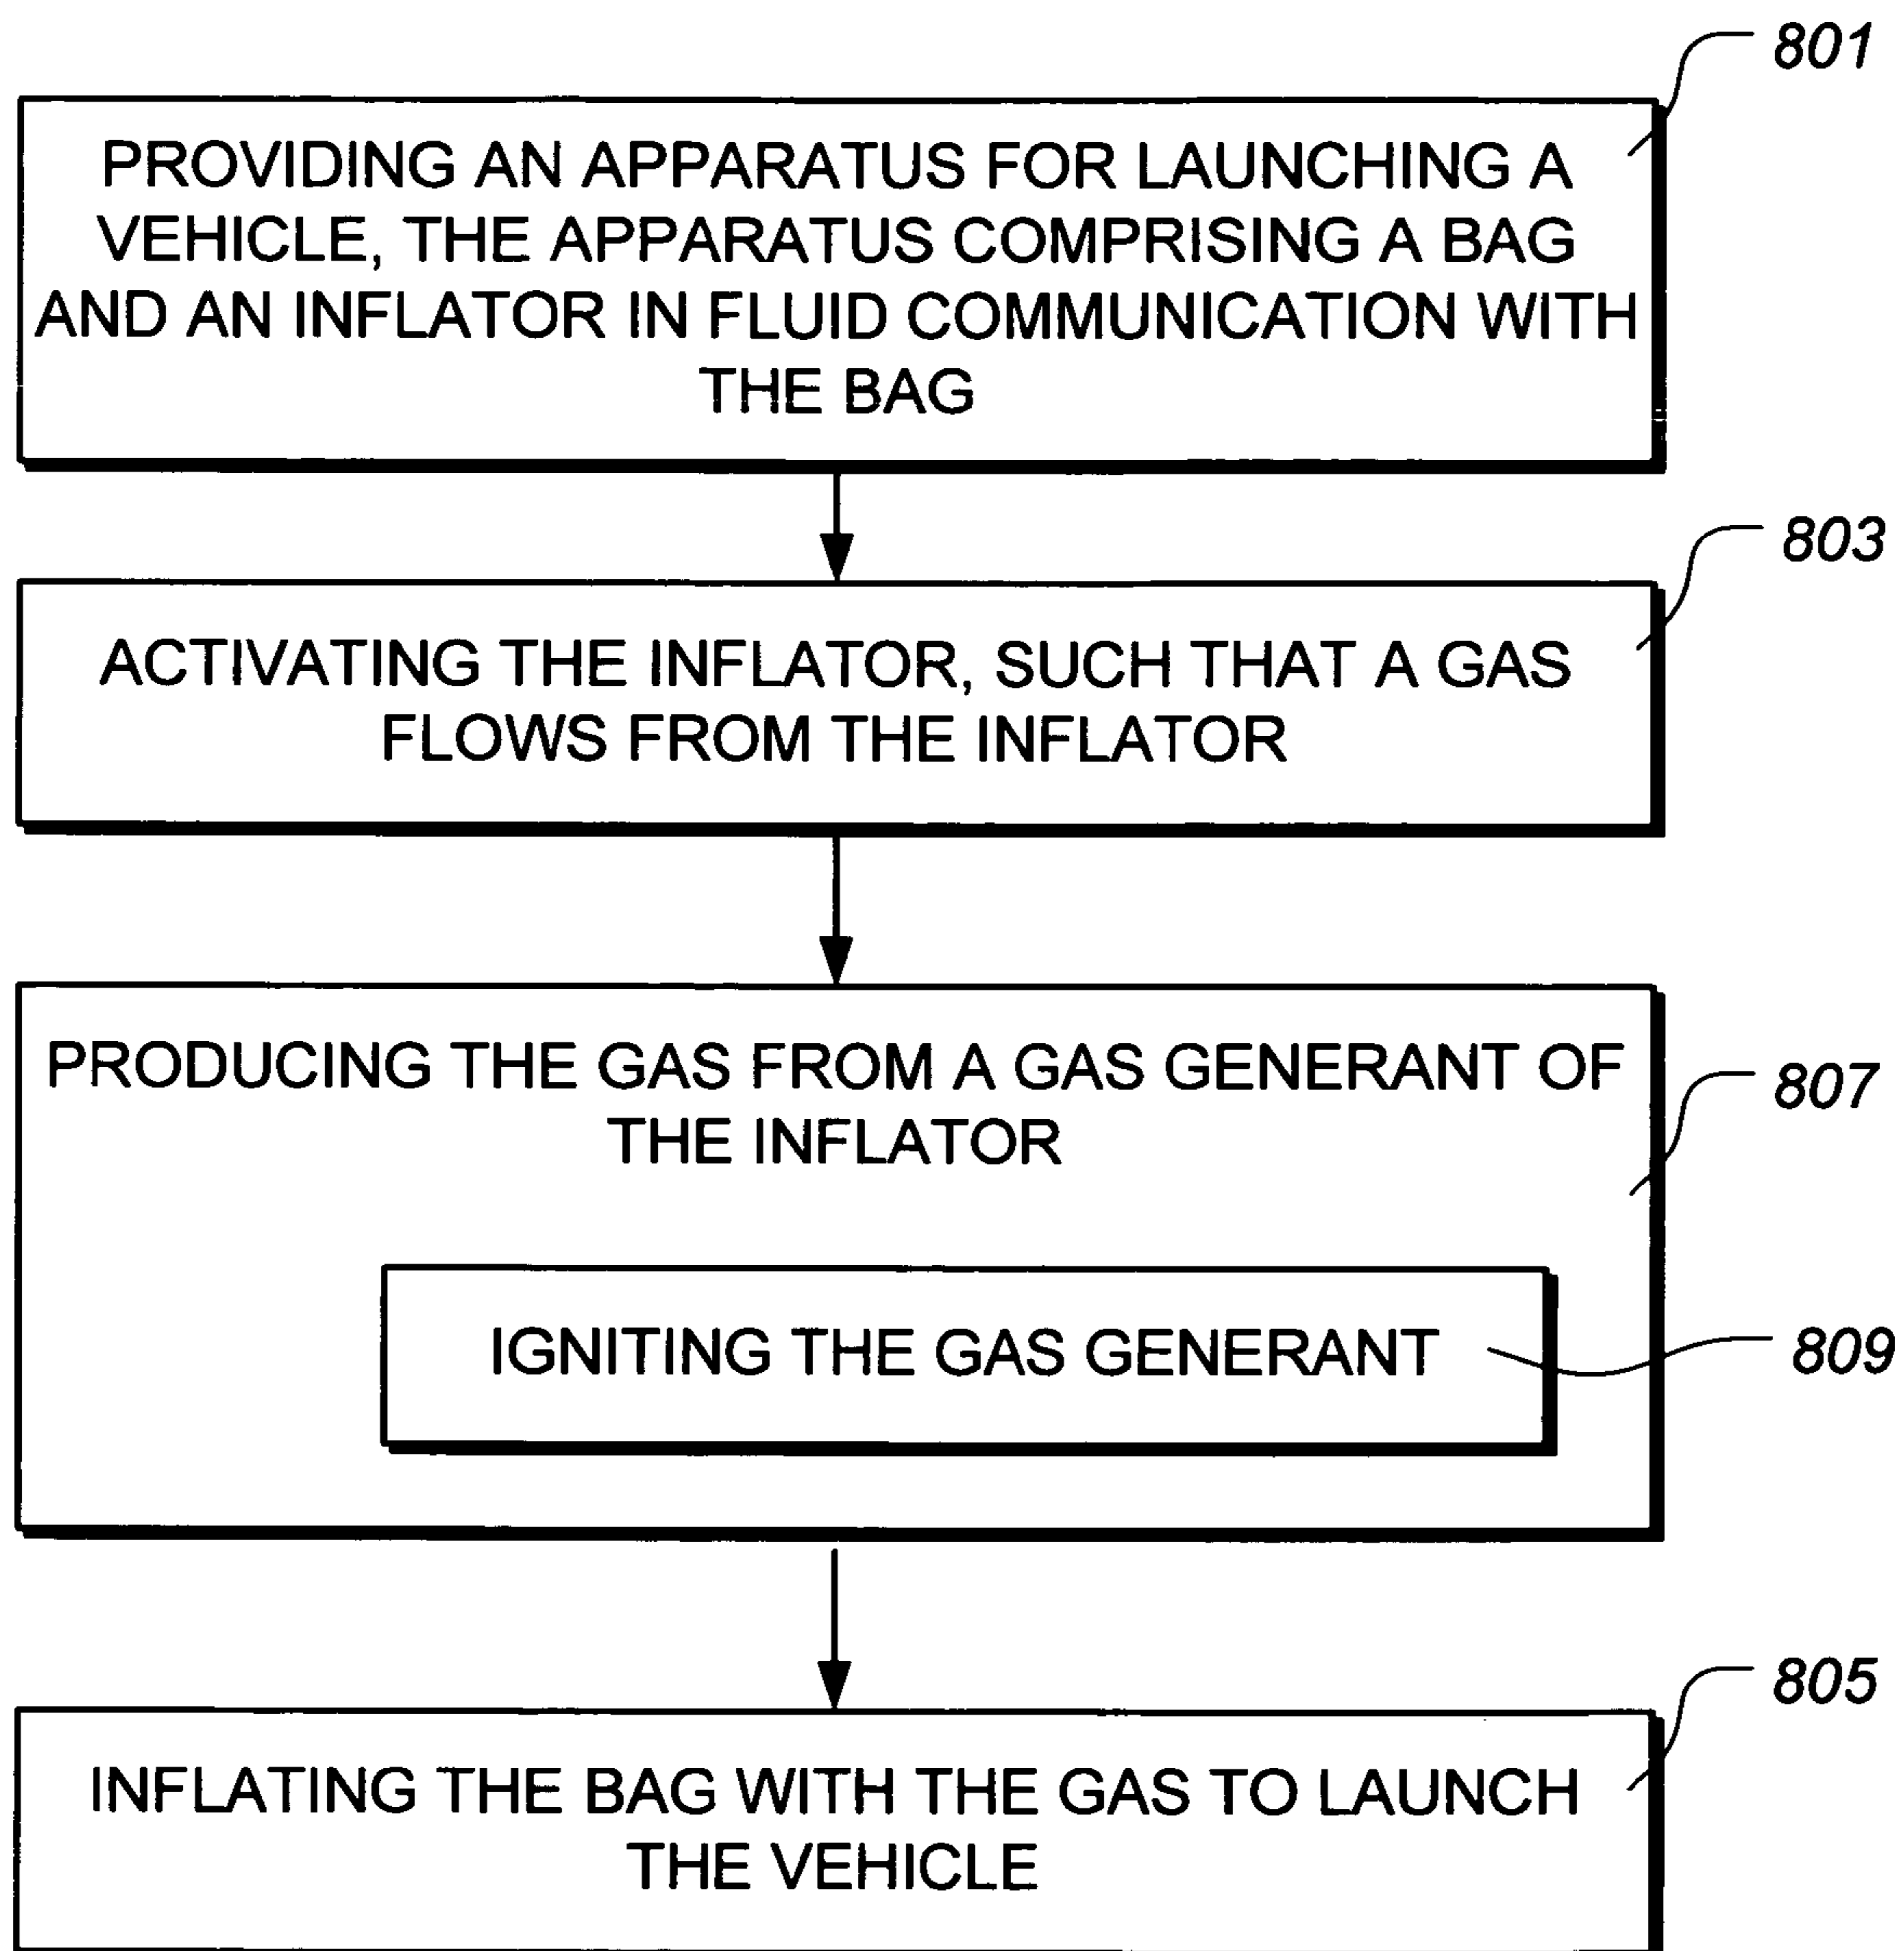 801
PROVIDING AN APPARATUS FOR LAUNCHING A
VEHICLE, THE APPARATUS COMPRISING A BAG
AND AN INFLATOR IN FLUID COMMUNICATION WITH
THE BAG
803
ACTIVATING THE INFLATOR, SUCH THAT A GAS
FLOWS FROM THE INFLATOR
PRODUCING THE GAS FROM A GAS GENERANT OF
THE INFLATOR
807
IGNITING THE GAS GENERANT
809
805
INFLATING THE BAG WITH THE GAS TO LAUNCH
THE VEHICLE